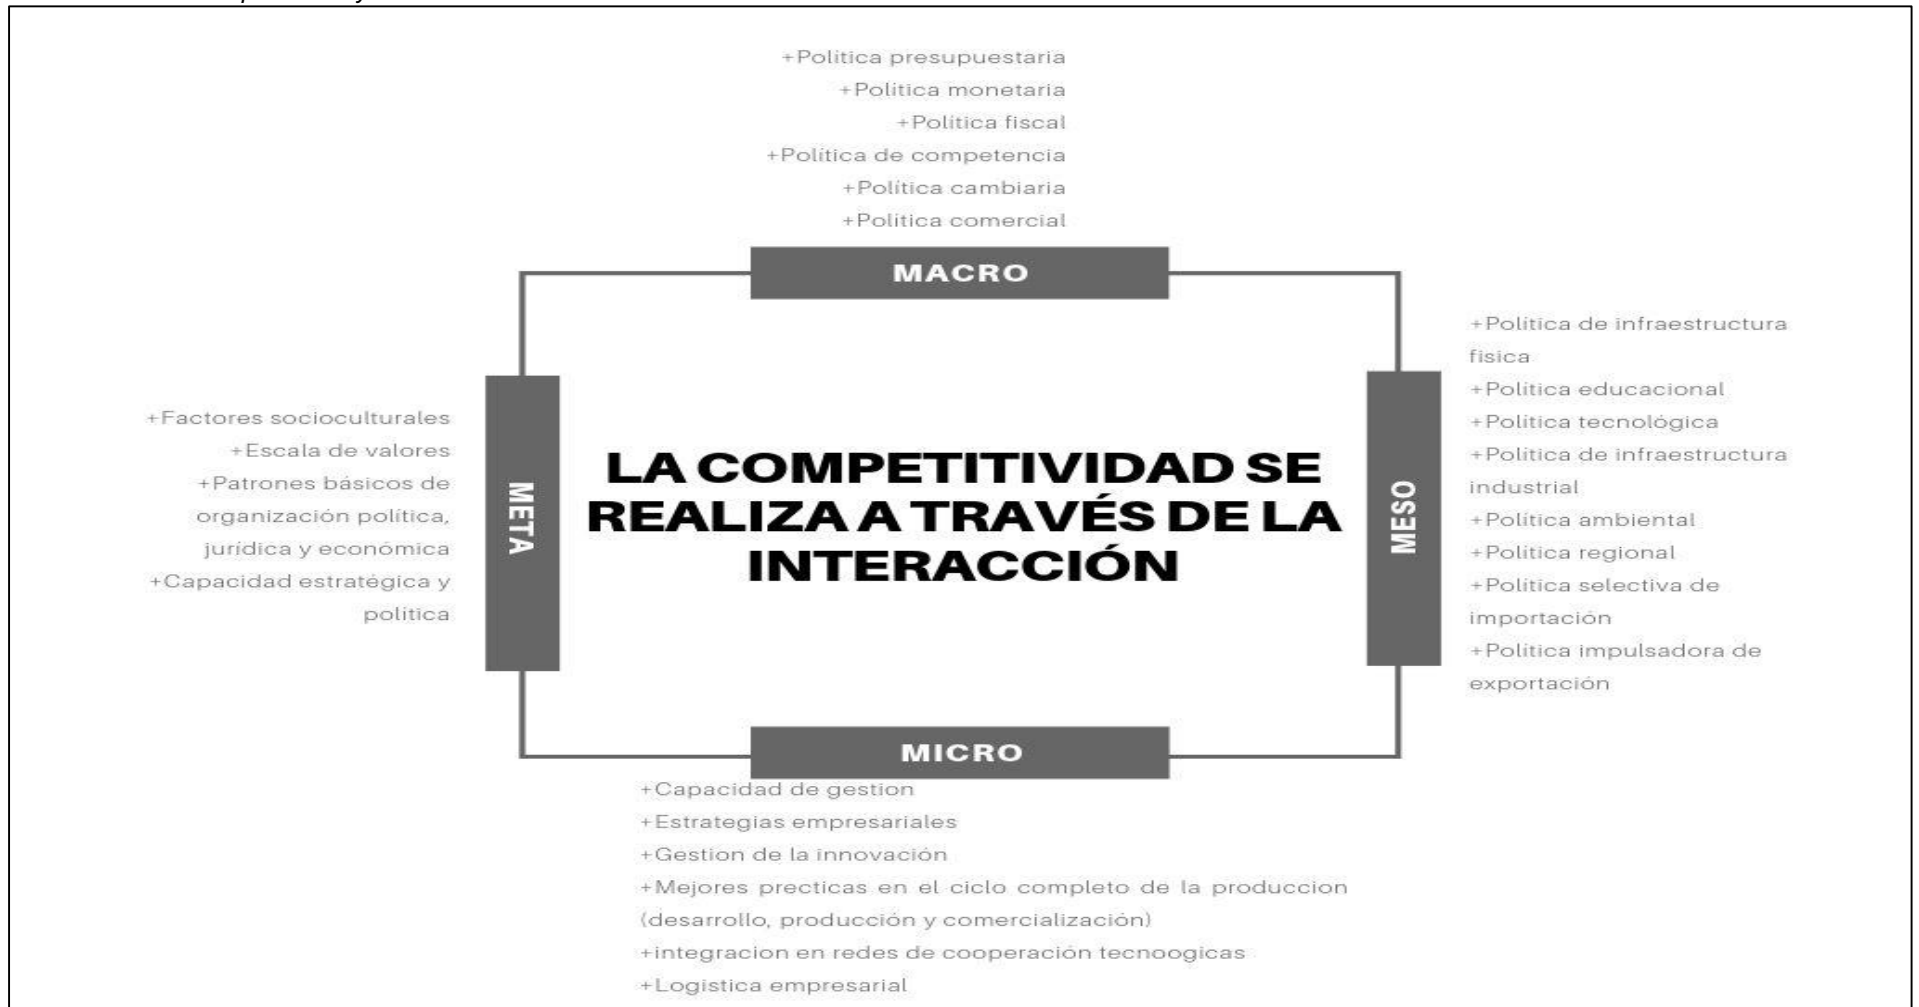 +Política presupuestaria
+Política monetaria
+Política fiscal
+Política de competencia
+Política cambiaria
+Política comercial
MACRO
+Factores socioculturales
+Escala de valores
+Patrones básicos de
organización política,
jurídica y económica
+Capacidad estratégica y
política
META
LA COMPETITIVIDAD SE
REALIZA A TRAVÉS DE LA
INTERACCIÓN
MESO
+Política de infraestructura
fisica
+Política educacional
+Política tecnológica
+Política de infraestructura
industrial
+Política ambiental
+Política regional
+Política selectiva de
importación
+Política impulsadora de
exportación
MICRO
+Capacidad de gestion
+Estrategias empresariales
+Gestion de la innovación
+Mejores precticas en el ciclo completo de la produccion
(desarrollo, producción y comercialización)
+integracion en redes de cooperación tecnoogicas
+Logistica empresarial